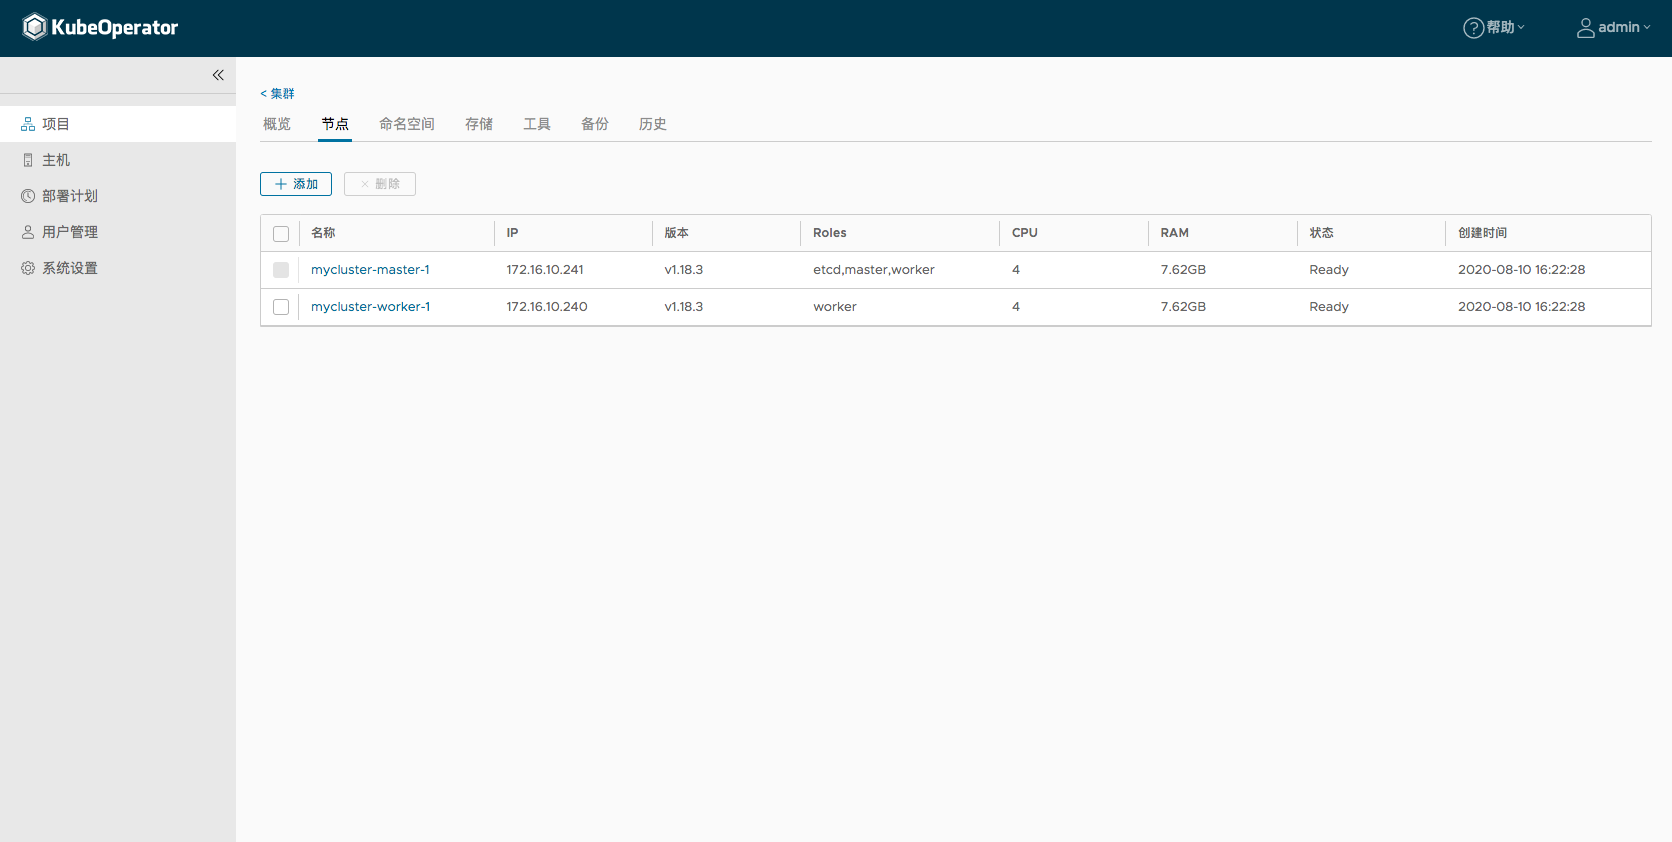 KubeOperator
帮助
admin
项目
主机
部署计划
用户管理
系统设置
< 集群
概览 节点 命名空间 存储 工具 备份 历史
添加 删除
名称 IP 版本 Roles CPU RAM 状态 创建时间
mycluster-master-1 172.16.10.241 v1.18.3 etcd,master,worker 4 7.62GB Ready 2020-08-10 16:22:28
mycluster-worker-1 172.16.10.240 v1.18.3 worker 4 7.62GB Ready 2020-08-10 16:22:28